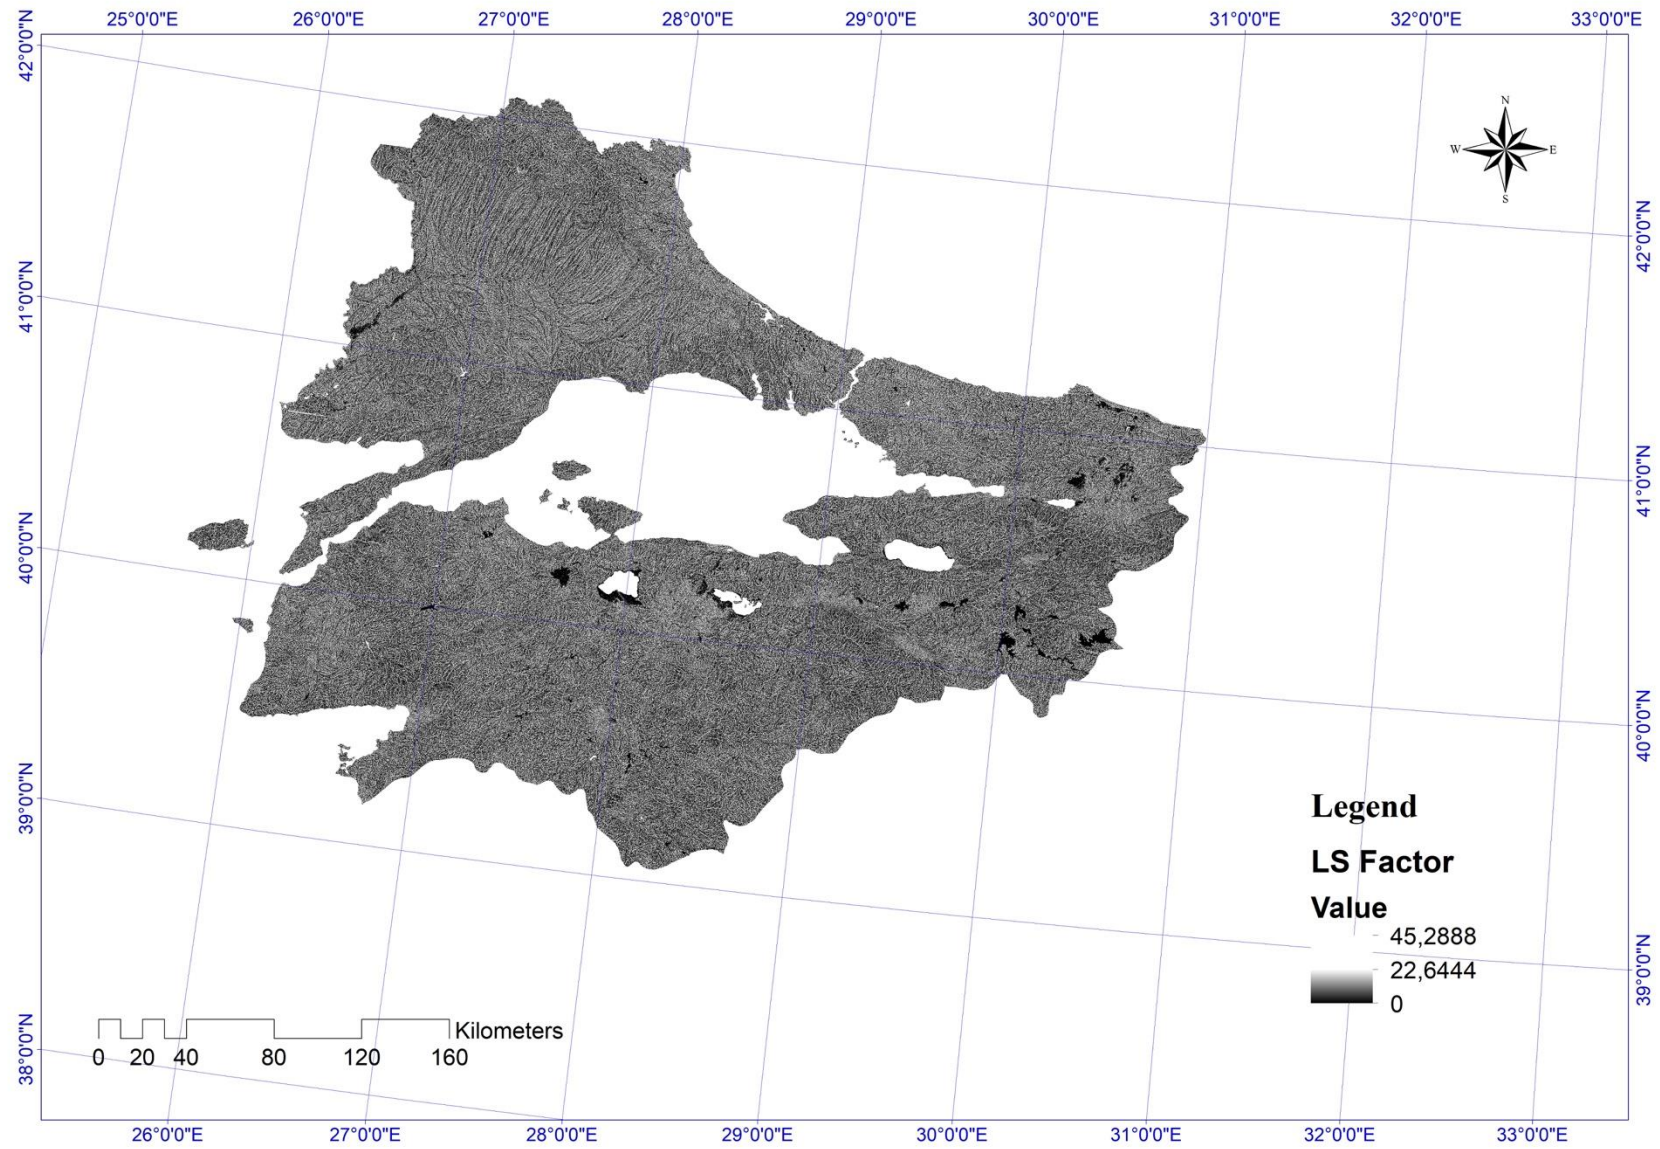 25°0'0"E 26°0'0"E 27°0'0"E 28°0'0"E 29°0'0"E 30°0'0"E 31°0'0"E 32°0'0"E 33°0'0"E
42°0'0"N
41°0'0"N
40°0'0"N
39°0'0"N
38°0'0"N
N
W E
S
42°0'0"N
41°0'0"N
40°0'0"N
39°0'0"N
Legend
LS Factor
Value
45,2888
22,6444
0
Kilometers
0 20 40 80 120 160
26°0'0"E 27°0'0"E 28°0'0"E 29°0'0"E 30°0'0"E 31°0'0"E 32°0'0"E 33°0'0"E